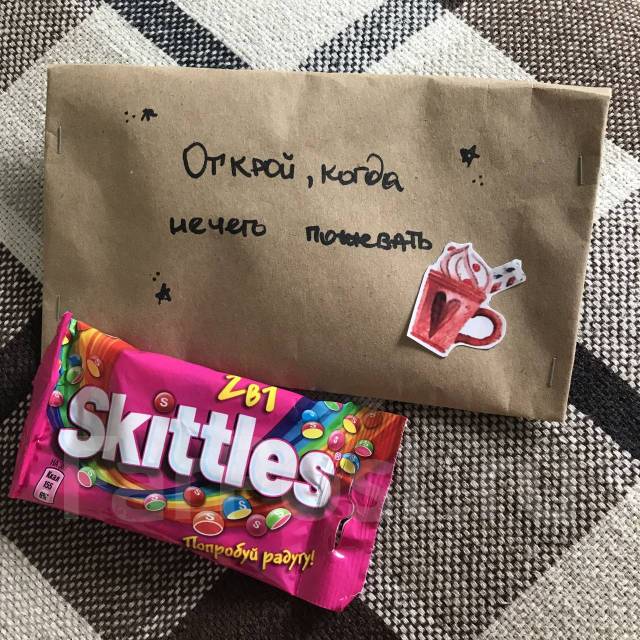 Открой, когда
нечего пожевать
2в1
Skittles
Попробуй радугу!